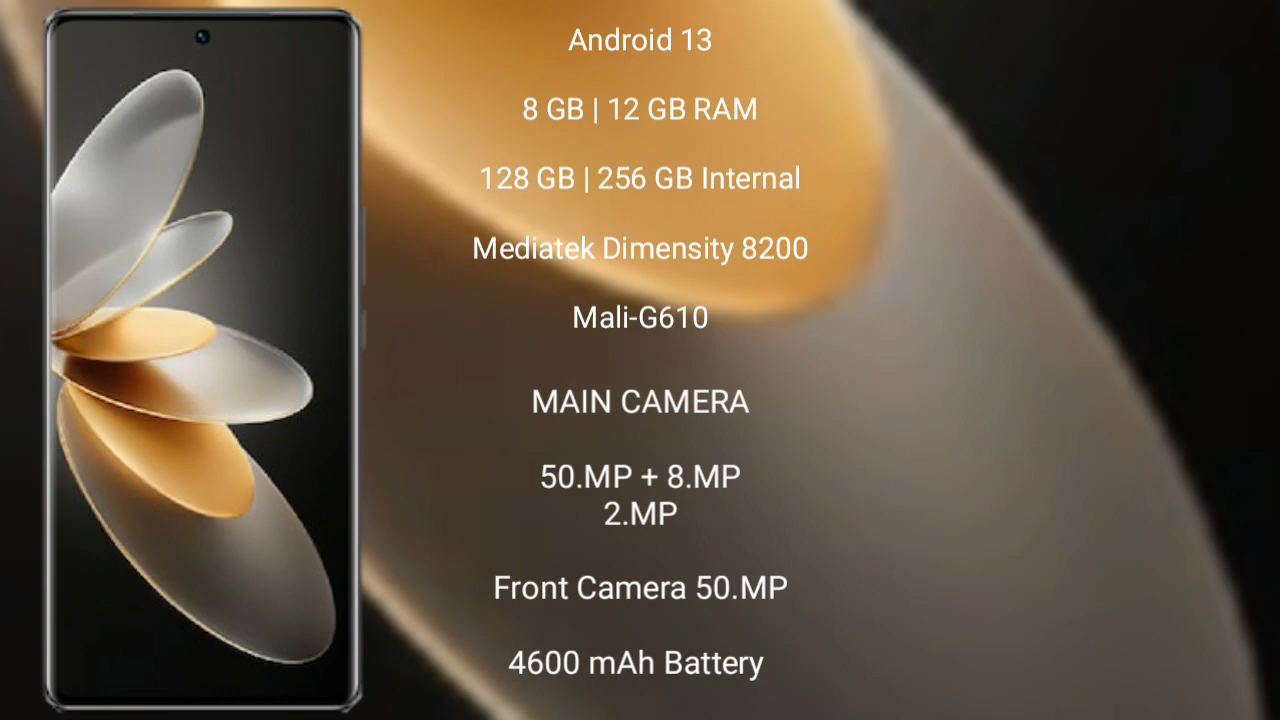 Android 13
8 GB | 12 GB RAM
128 GB | 256 GB Internal
Mediatek Dimensity 8200
Mali-G610
MAIN CAMERA
50.MP + 8.MP
2.MP
Front Camera 50.MP
4600 mAh Battery